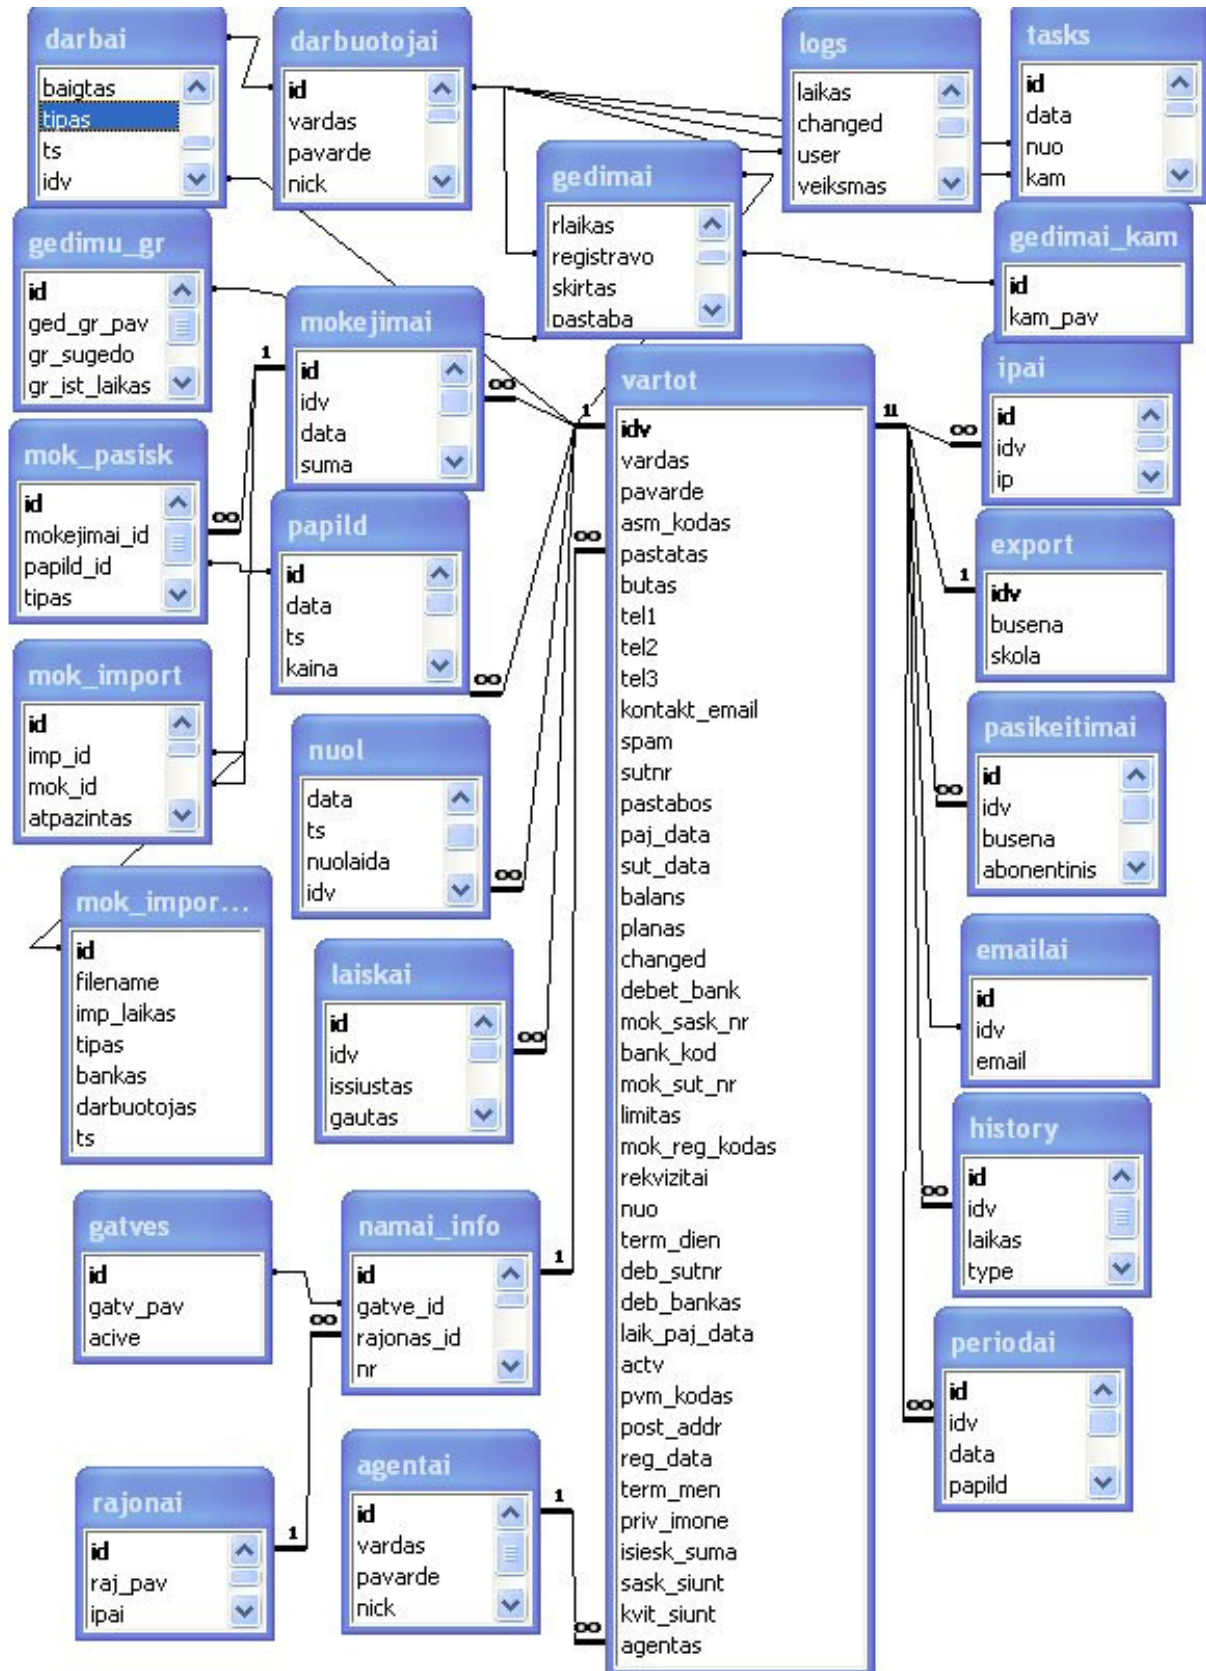 darbai
baigtas
tipas
ts
idv
darbuotojai
id
vardas
pavarde
nick
logs
laikas
changed
user
veiksmas
tasks
id
data
nuo
kam
gedimai
rlaikas
registravo
skirtas
pastaba
gedimai_kam
id
kam_pav
gedimu_gr
id
ged_gr_pav
gr_sugedo
gr_ist_laikas
mokejimai
1
id
idv
data
suma
∞
vartot
1
idv
11
vardas
pavarde
asm_kodas
∞
pastatas
butas
tel1
tel2
tel3
kontakt_email
spam
sutnr
pastabos
paj_data
sut_data
balans
planas
changed
debet_bank
mok_sask_nr
bank_kod
mok_sut_nr
limitas
mok_reg_kodas
rekvizitai
nuo
term_dien
deb_sutnr
deb_bankas
laik_paj_data
actv
pvm_kodas
post_addr
reg_data
term_men
priv_imone
isiesk_suma
sask_siunt
kvit_siunt
∞
agentas
ipai
id
∞
idv
ip
mok_pasisk
id
mokejimai_id
∞
papild_id
tipas
papild
id
data
ts
kaina
∞
export
1
idv
busena
skola
mok_import
id
imp_id
mok_id
atpazintas
nuol
data
ts
nuolaida
idv
∞
pasikeitimai
id
∞
idv
busena
abonentinis
mok_impor...
id
filename
imp_laikas
tipas
bankas
darbuotojas
ts
laiskai
id
idv
∞
issiustas
gautas
emailai
id
idv
email
history
id
∞
idv
laikas
type
gatves
id
gatv_pav
acive
namai_info
id
1
gatve_id
∞
rajonas_id
nr
periodai
id
∞
idv
data
papild
rajonai
1
id
raj_pav
ipai
agentai
id
1
vardas
pavarde
nick